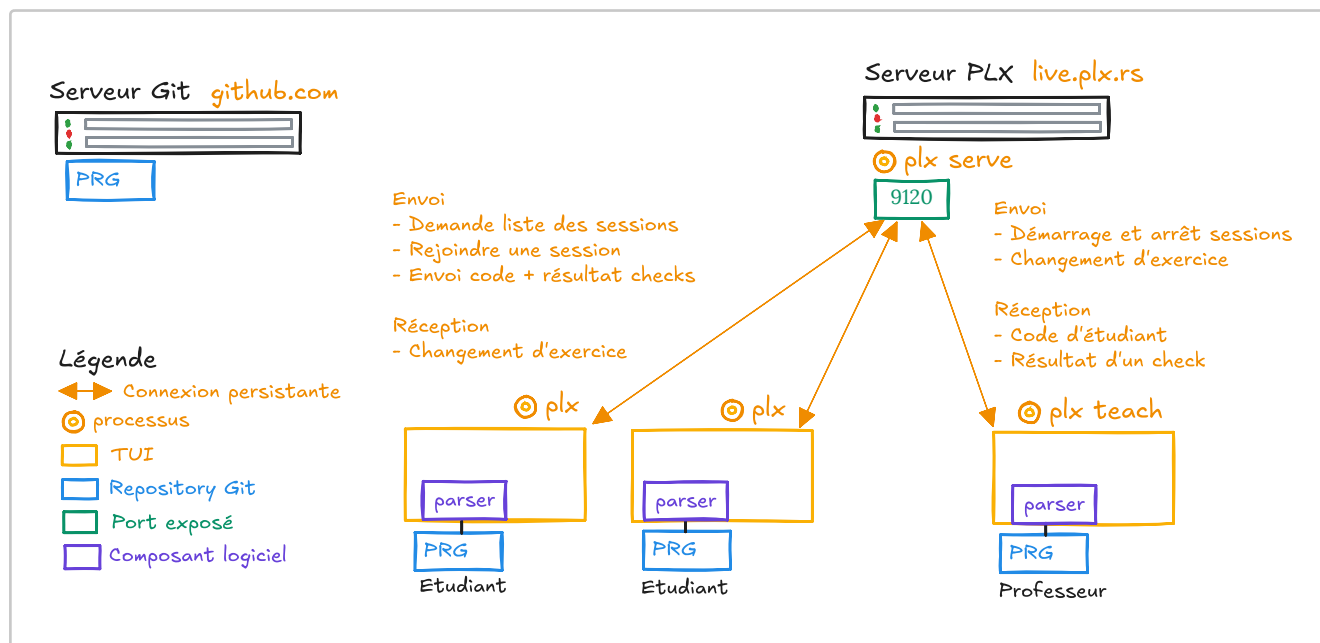 Serveur Git github.com
PRG
Serveur PLX live.plx.rs
plx serve
9120
Envoi
- Demande liste des sessions
- Rejoindre une session
- Envoi code + résultat checks
Réception
- Changement d'exercice
Envoi
- Démarrage et arrêt sessions
- Changement d'exercice
Réception
- Code d'étudiant
- Résultat d'un check
Légende
Connexion persistante
processus
TUI
Repository Git
Port exposé
Composant logiciel
plx
parser
PRG
Etudiant
plx
parser
PRG
Etudiant
plx teach
parser
PRG
Professeur